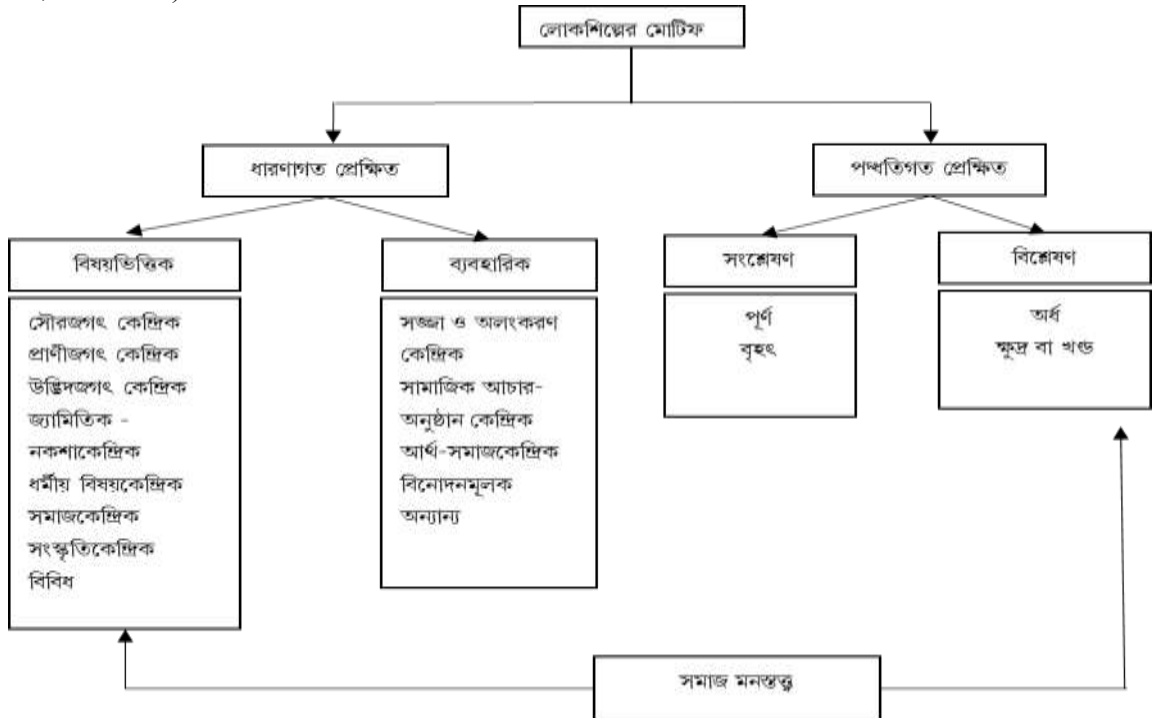 লোকশিল্পের মোটিফ
ধারণাগত প্রেক্ষিত
পদ্ধতিগত প্রেক্ষিত
বিষয়ভিত্তিক
সৌরজগৎ কেন্দ্রিক
প্রাণীজগৎ কেন্দ্রিক
উদ্ভিদজগৎ কেন্দ্রিক
জ্যামিতিক -
নকশাকেন্দ্রিক
ধর্মীয় বিষয়কেন্দ্রিক
সমাজকেন্দ্রিক
সংস্কৃতিকেন্দ্রিক
বিবিধ
ব্যবহারিক
সজ্জা ও অলংকরণ
কেন্দ্রিক
সামাজিক আচার-
অনুষ্ঠান কেন্দ্রিক
আর্থ-সমাজকেন্দ্রিক
বিনোদনমূলক
অন্যান্য
সংশ্লেষণ
পূর্ণ
বৃহৎ
বিশ্লেষণ
অর্ধ
ক্ষুদ্র বা খণ্ড
সমাজ মনস্তত্ত্ব